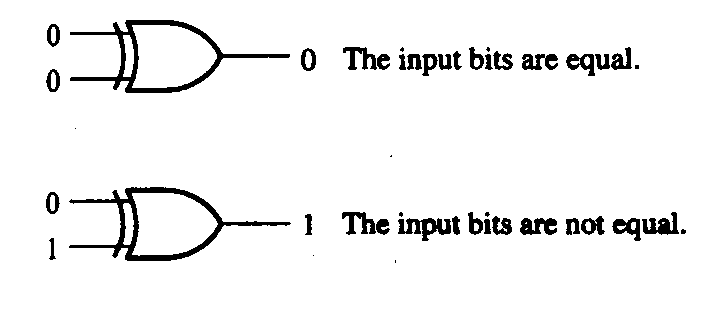 0
0
0 The input bits are equal.
0
1
1 The input bits are not equal.